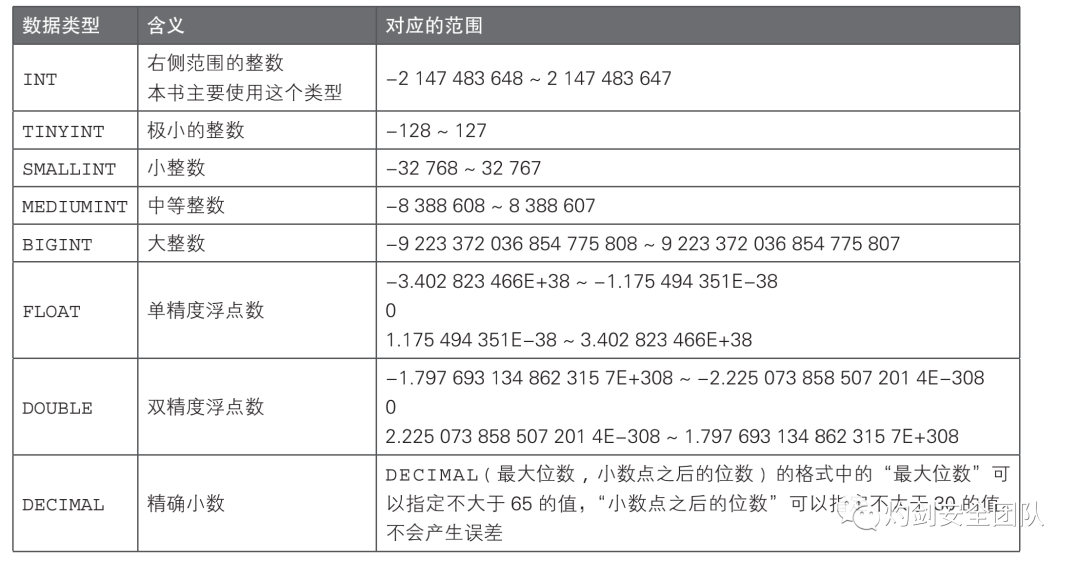 数据类型 含义 对应的范围
INT 右侧范围的整数
本书主要使用这个类型 -2 147 483 648 ~ 2 147 483 647
TINYINT 极小的整数 -128 ~ 127
SMALLINT 小整数 -32 768 ~ 32 767
MEDIUMINT 中等整数 -8 388 608 ~ 8 388 607
BIGINT 大整数 -9 223 372 036 854 775 808 ~ 9 223 372 036 854 775 807
FLOAT 单精度浮点数 -3.402 823 466E+38 ~ -1.175 494 351E-38
0
1.175 494 351E-38 ~ 3.402 823 466E+38
DOUBLE 双精度浮点数 -1.797 693 134 862 315 7E+308 ~ -2.225 073 858 507 201 4E-308
0
2.225 073 858 507 201 4E-308 ~ 1.797 693 134 862 315 7E+308
DECIMAL 精确小数 DECIMAL(最大位数,小数点之后的位数)的格式中的“最大位数”可
以指定不大于 65 的值,“小数点之后的位数”可以指定不大于 30 的值
不会产生误差
灼剑安全团队